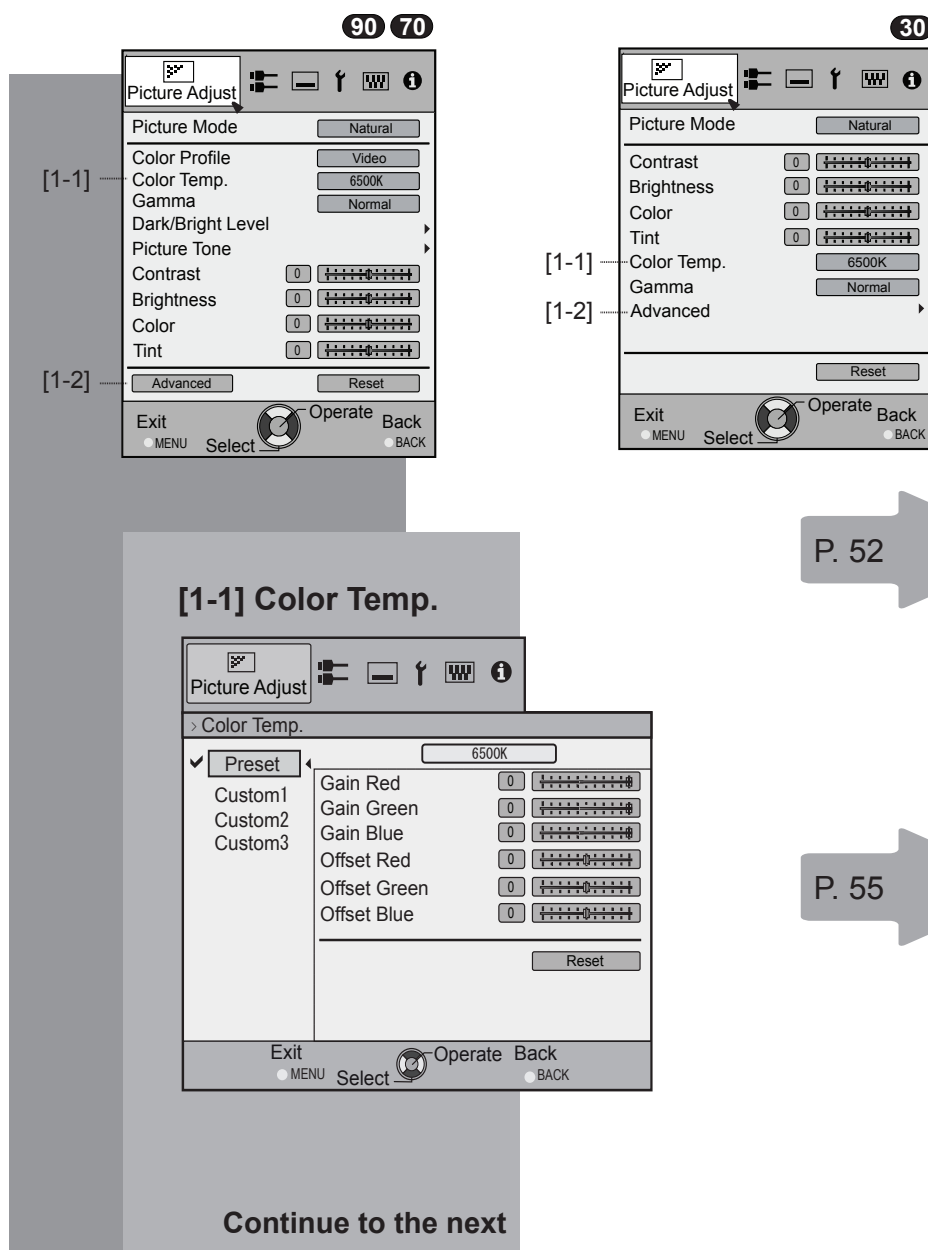 90 70
Picture Adjust
Picture Mode Natural
Color Profile Video
[1-1] Color Temp. 6500K
Gamma Normal
Dark/Bright Level
Picture Tone
Contrast 0
Brightness 0
Color 0
Tint 0
[1-2] Advanced Reset
Exit Operate Back
MENU Select BACK
30
Picture Adjust
Picture Mode Natural
Contrast 0
Brightness 0
Color 0
Tint 0
[1-1] Color Temp. 6500K
Gamma Normal
[1-2] Advanced
Reset
Exit Operate Back
MENU Select BACK
P. 52
[1-1] Color Temp.
Picture Adjust
> Color Temp.
Preset 6500K
Custom1
Custom2
Custom3
Gain Red 0
Gain Green 0
Gain Blue 0
Offset Red 0
Offset Green 0
Offset Blue 0
Reset
Exit Operate Back
MENU Select BACK
P. 55
Continue to the next